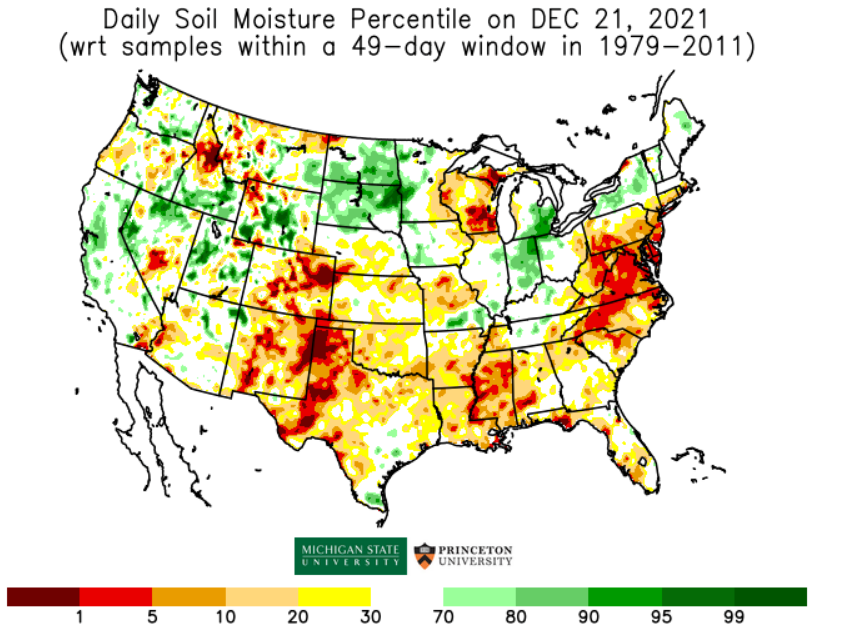 Daily Soil Moisture Percentile on DEC 21, 2021
(wrt samples within a 49-day window in 1979-2011)
MICHIGAN STATE
UNIVERSITY
PRINCETON
UNIVERSITY
1 5 10 20 30 70 80 90 95 99